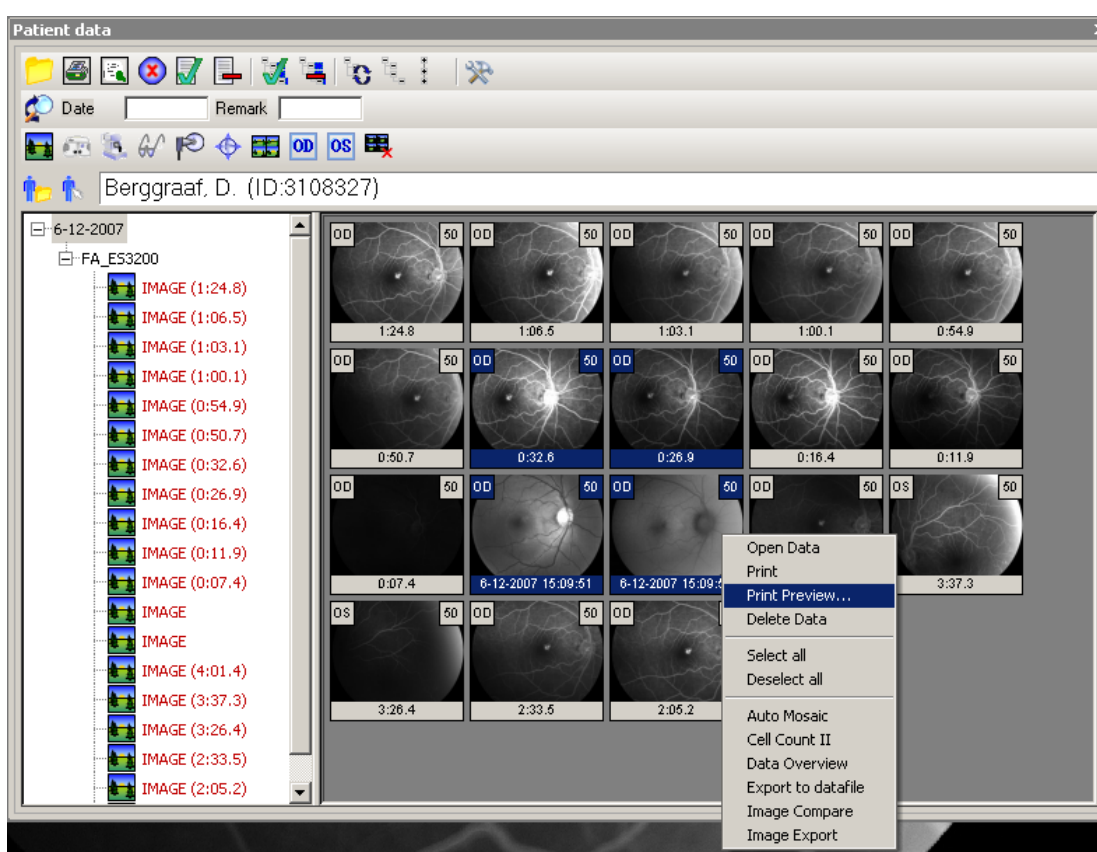 Patient data
Date Remark
OD OS
Berggraaf, D. (ID:3108327)
6-12-2007
FA_ES3200
IMAGE (1:24.8)
IMAGE (1:06.5)
IMAGE (1:03.1)
IMAGE (1:00.1)
IMAGE (0:54.9)
IMAGE (0:50.7)
IMAGE (0:32.6)
IMAGE (0:26.9)
IMAGE (0:16.4)
IMAGE (0:11.9)
IMAGE (0:07.4)
IMAGE
IMAGE
IMAGE (4:01.4)
IMAGE (3:37.3)
IMAGE (3:26.4)
IMAGE (2:33.5)
IMAGE (2:05.2)
OD 50 OD 50 OD 50 OD 50 OD 50
1:24.8 1:06.5 1:03.1 1:00.1 0:54.9
OD 50 OD 50 OD 50 OD 50 OD 50
0:50.7 0:32.6 0:26.9 0:16.4 0:11.9
OD 50 OD 50 OD 50 OD 50 OS 50
0:07.4 6-12-2007 15:09:51 6-12-2007 15:09: 3:37.3
OS 50 OD 50 OD
3:26.4 2:33.5 2:05.2
Open Data
Print
Print Preview...
Delete Data
Select all
Deselect all
Auto Mosaic
Cell Count II
Data Overview
Export to datafile
Image Compare
Image Export